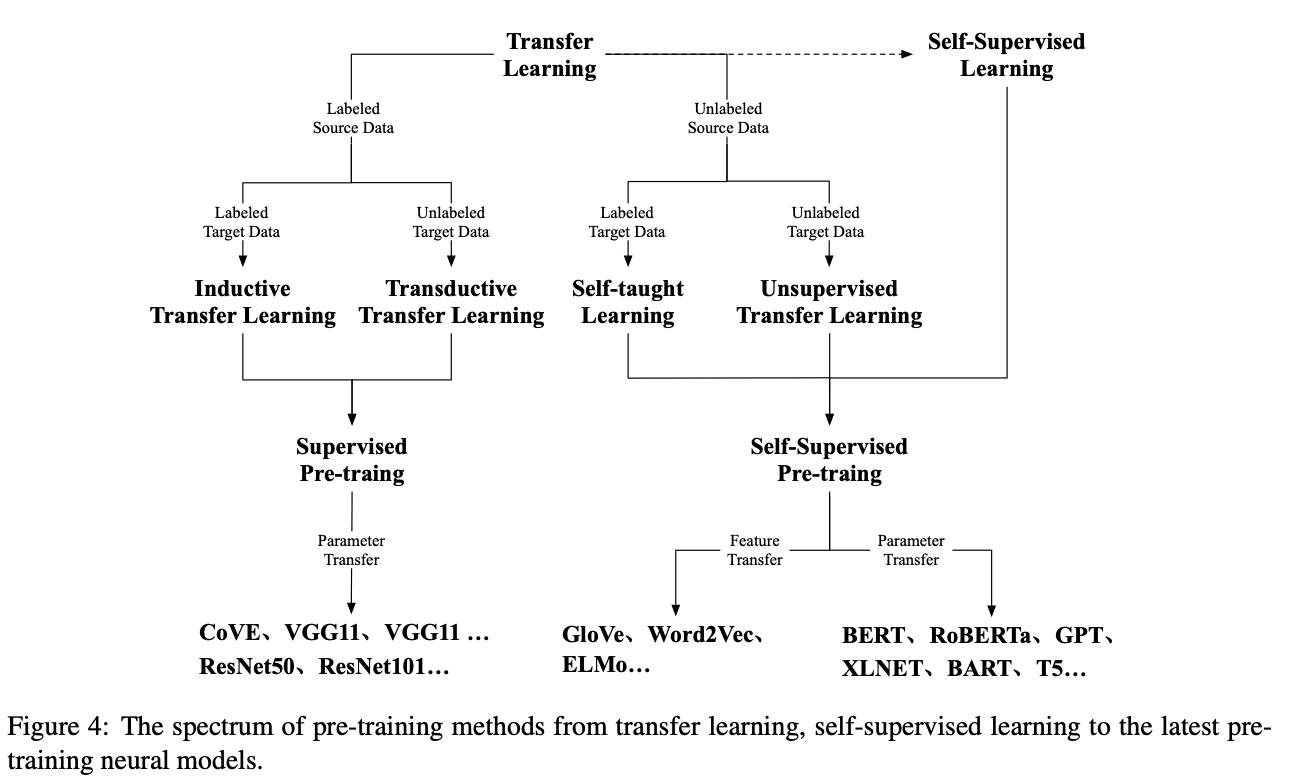 Transfer
Learning
Self-Supervised
Learning
Labeled
Source Data
Unlabeled
Source Data
Labeled
Target Data
Unlabeled
Target Data
Labeled
Target Data
Unlabeled
Target Data
Inductive
Transfer Learning
Transductive
Transfer Learning
Self-taught
Learning
Unsupervised
Transfer Learning
Supervised
Pre-traing
Self-Supervised
Pre-traing
Parameter
Transfer
Feature
Transfer
Parameter
Transfer
CoVE、VGG11、VGG11 …
ResNet50、ResNet101…
GloVe、Word2Vec、
ELMo…
BERT、RoBERTa、GPT、
XLNET、BART、T5…
Figure 4: The spectrum of pre-training methods from transfer learning, self-supervised learning to the latest pre-
training neural models.